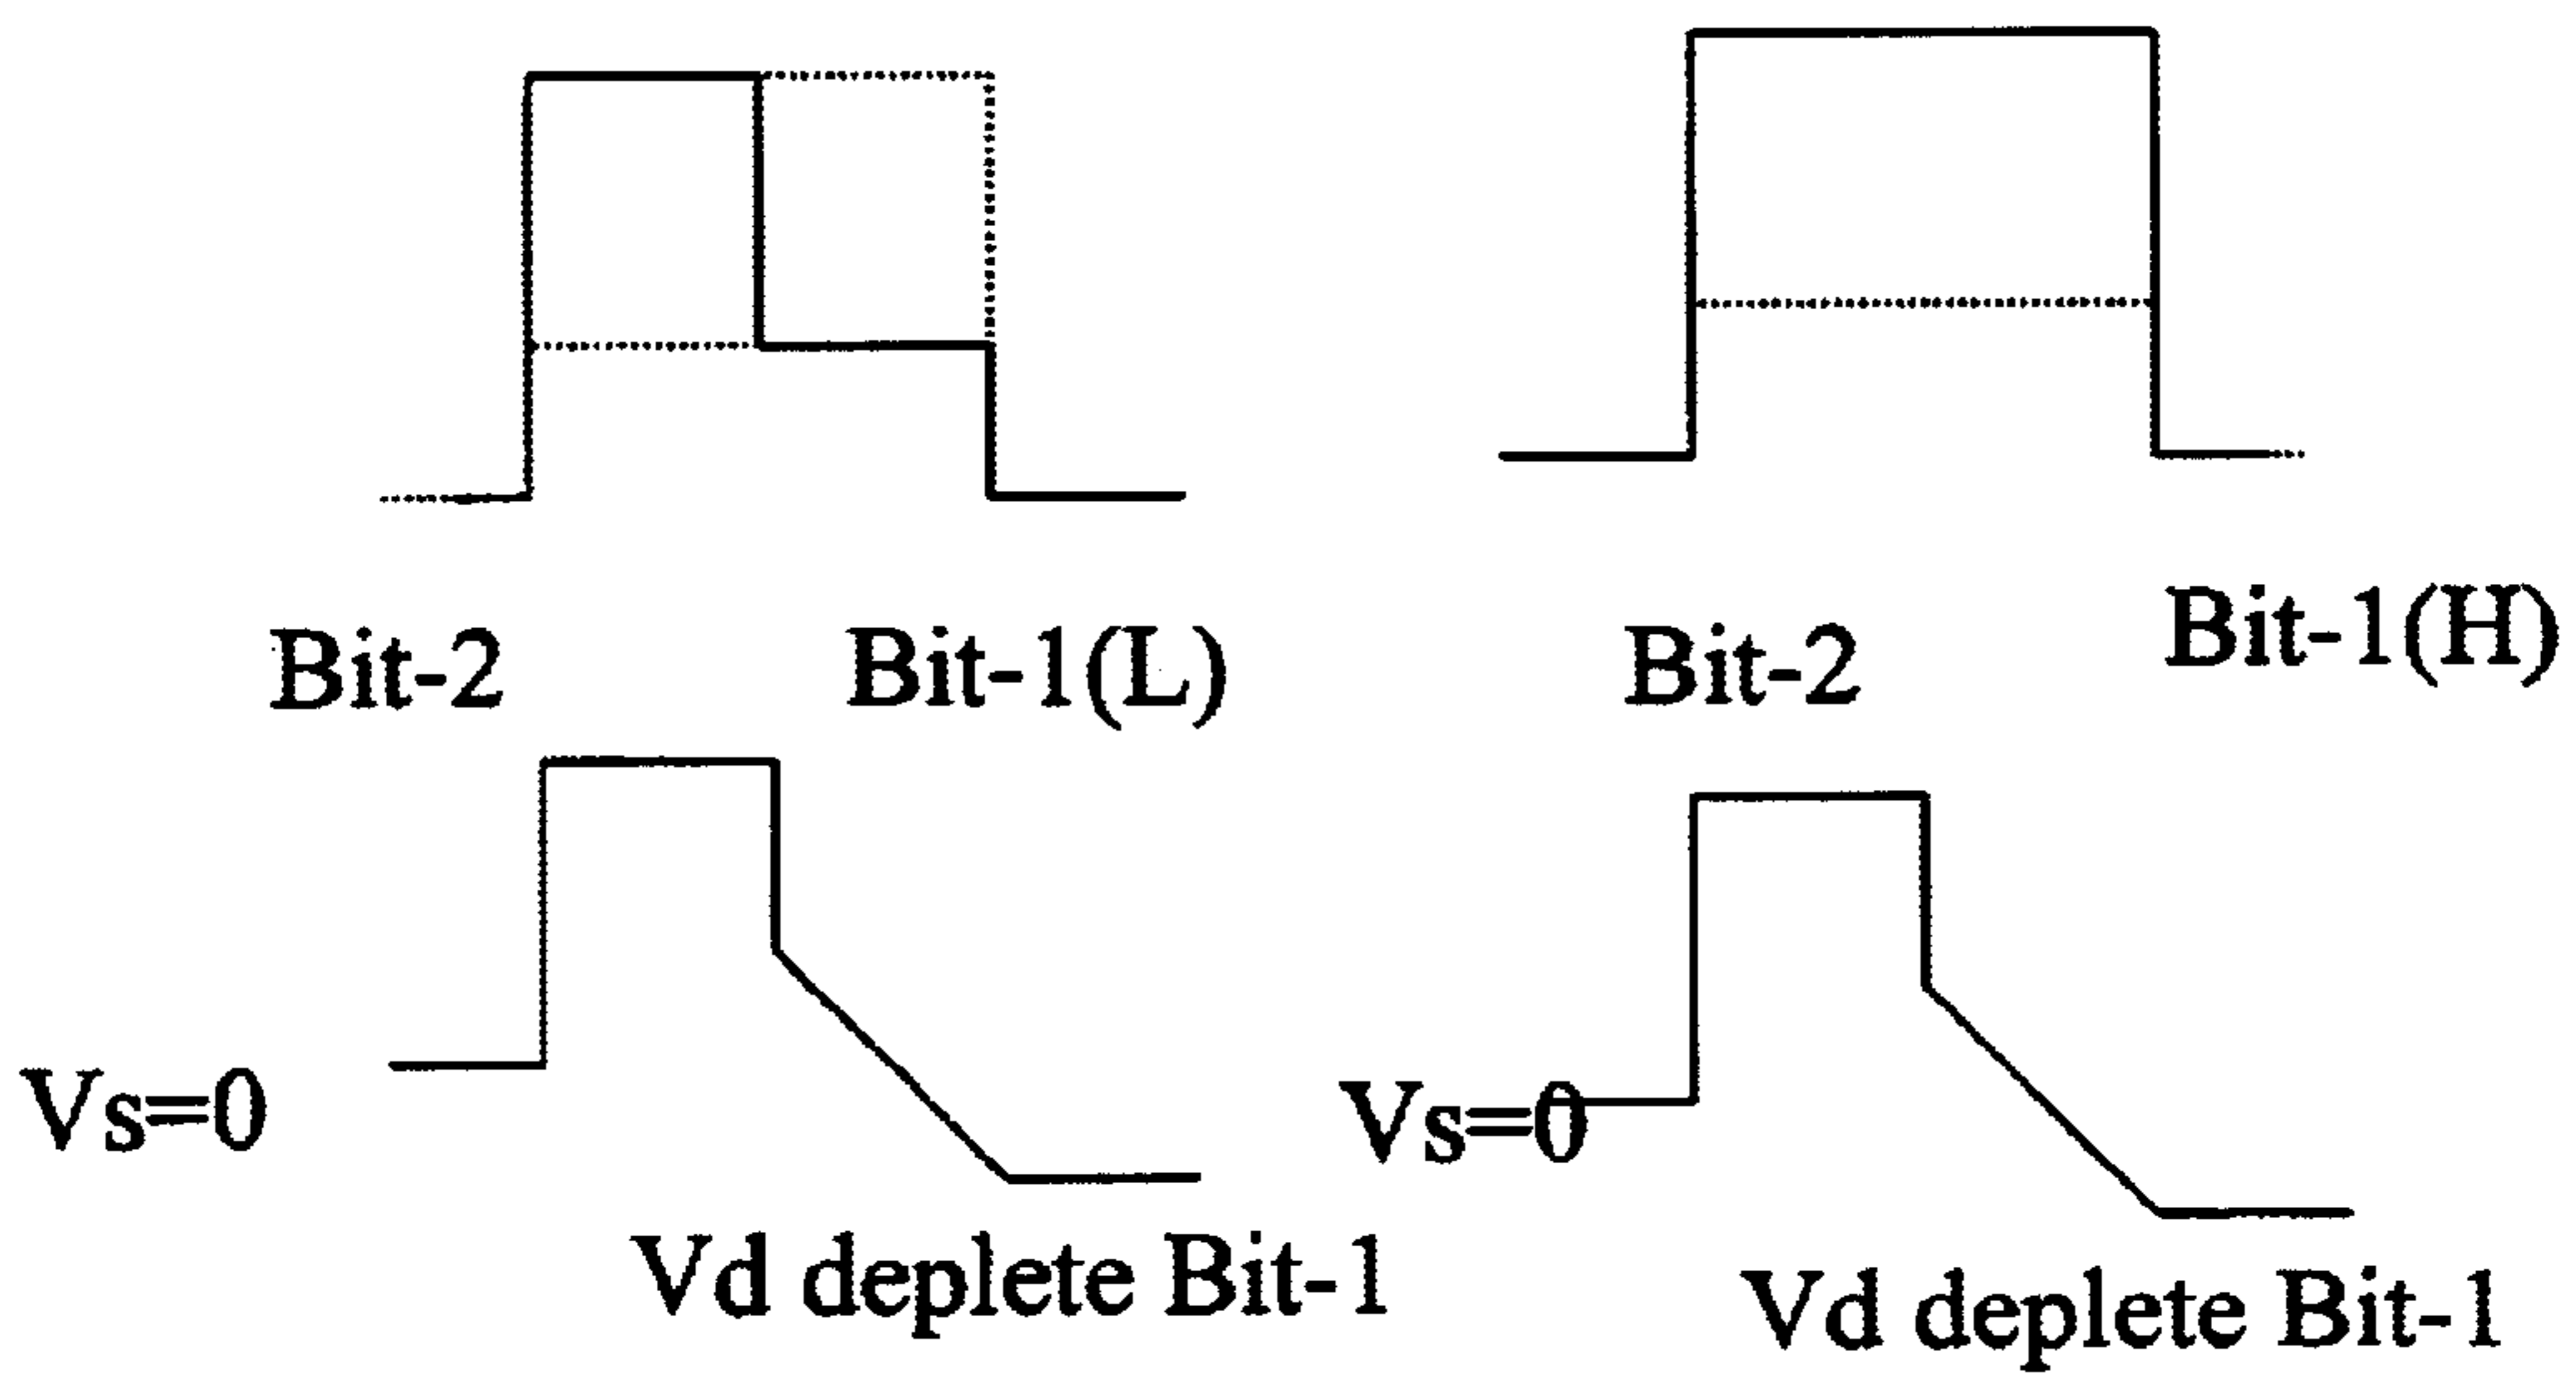 Bit-2
Bit-1(L)
Bit-2
Bit-1(H)
Vs=0
Vs=0
Vd deplete Bit-1
Vd deplete Bit-1